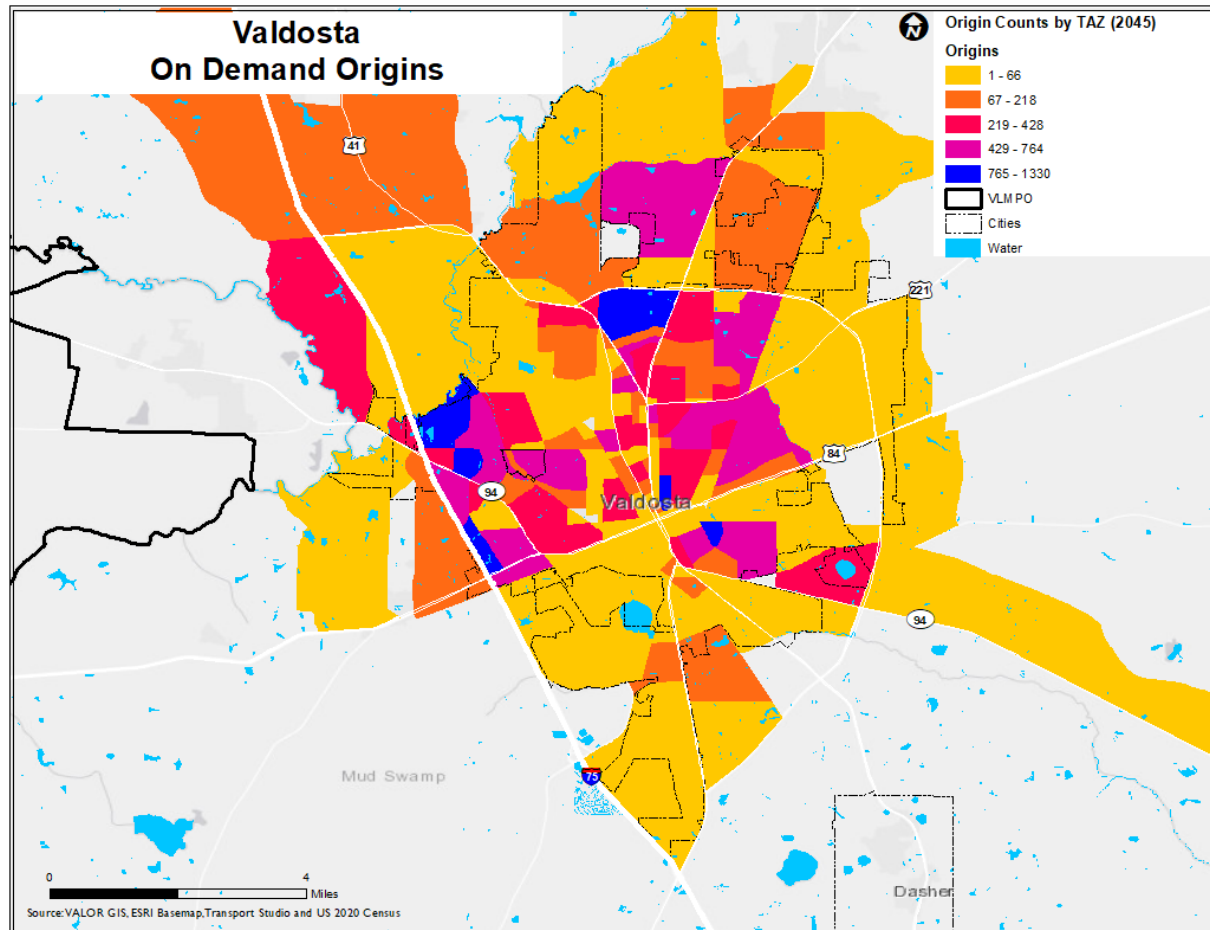 Valdosta
On Demand Origins
N
Origin Counts by TAZ (2045)
Origins
1 - 66
67 - 218
219 - 428
429 - 764
765 - 1330
VLMPO
Cities
Water
41
221
84
94
Valdosta
94
75
Mud Swamp
Dasher
0
4
Miles
Source:VALOR GIS, ESRI Basemap,Transport Studio and US 2020 Census